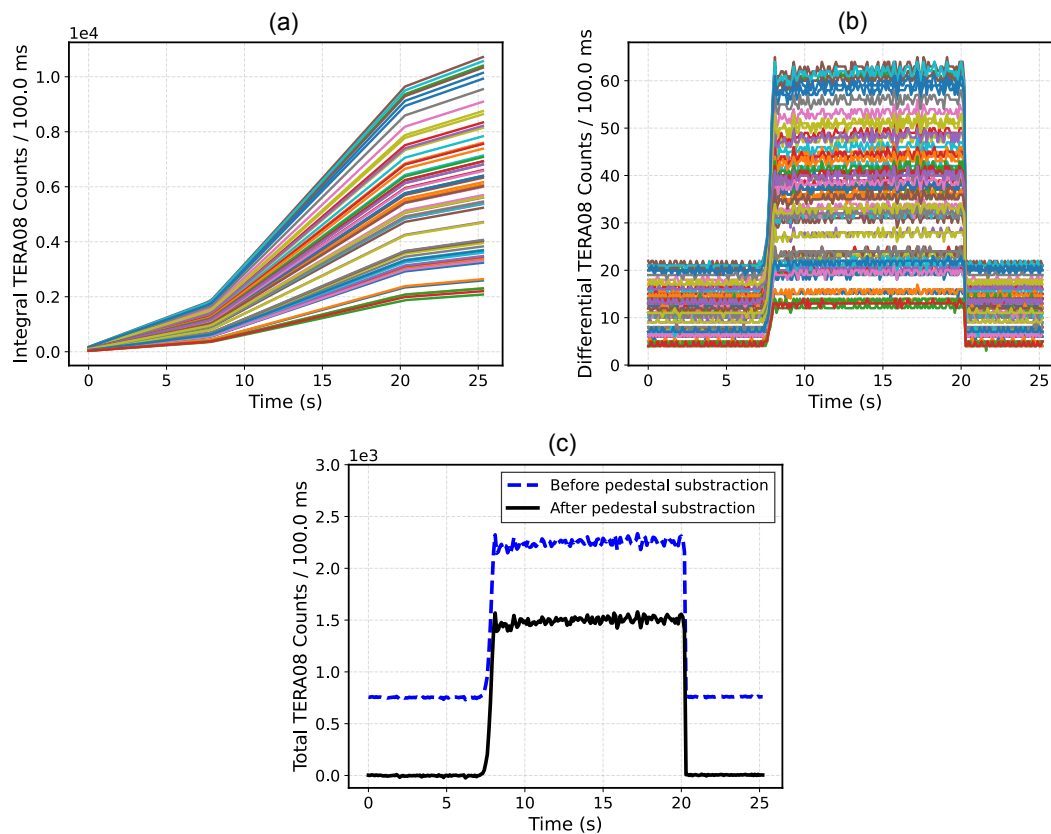 (a)
1e4
Integral TERA08 Counts / 100.0 ms
1.0
0.8
0.6
0.4
0.2
0.0
0 5 10 15 20 25
Time (s)
(b)
Differential TERA08 Counts / 100.0 ms
60
50
40
30
20
10
0
0 5 10 15 20 25
Time (s)
(c)
1e3
Total TERA08 Counts / 100.0 ms
3.0
2.5
2.0
1.5
1.0
0.5
0.0
Before pedestal substraction
After pedestal substraction
0 5 10 15 20 25
Time (s)